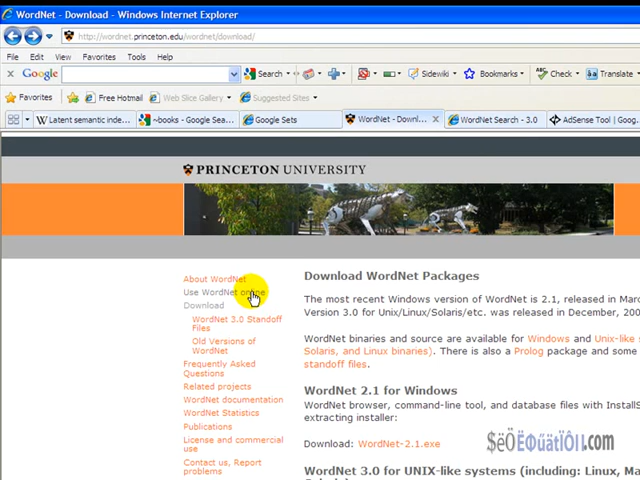 WordNet - Download - Windows Internet Explorer
http://wordnet.princeton.edu/wordnet/download/
File Edit View Favorites Tools Help
Google Search Sidewiki Bookmarks Check Translate
Favorites Free Hotmail Web Slice Gallery Suggested Sites
Latent semantic inde... ~books - Google Sea... Google Sets WordNet - Downl... WordNet Search - 3.0 AdSense Tool | Goog.
PRINCETON UNIVERSITY
About WordNet
Use WordNet online
Download
WordNet 3.0 Standoff
Files
Old Versions of
WordNet
Frequently Asked
Questions
Related projects
WordNet documentation
WordNet Statistics
Publications
License and commercial
use
Contact us, Report
problems
Download WordNet Packages
The most recent Windows version of WordNet is 2.1, released in Marc
Version 3.0 for Unix/Linux/Solaris/etc. was released in December, 200
WordNet binaries and source are available for Windows and Unix-like s
Solaris, and Linux binaries). There is also a Prolog package and some
standoff files.
WordNet 2.1 for Windows
WordNet browser, command-line tool, and database files with InstallS
extracting installer:
Download: WordNet-2.1.exe
WordNet 3.0 for UNIX-like systems (including: Linux, Ma